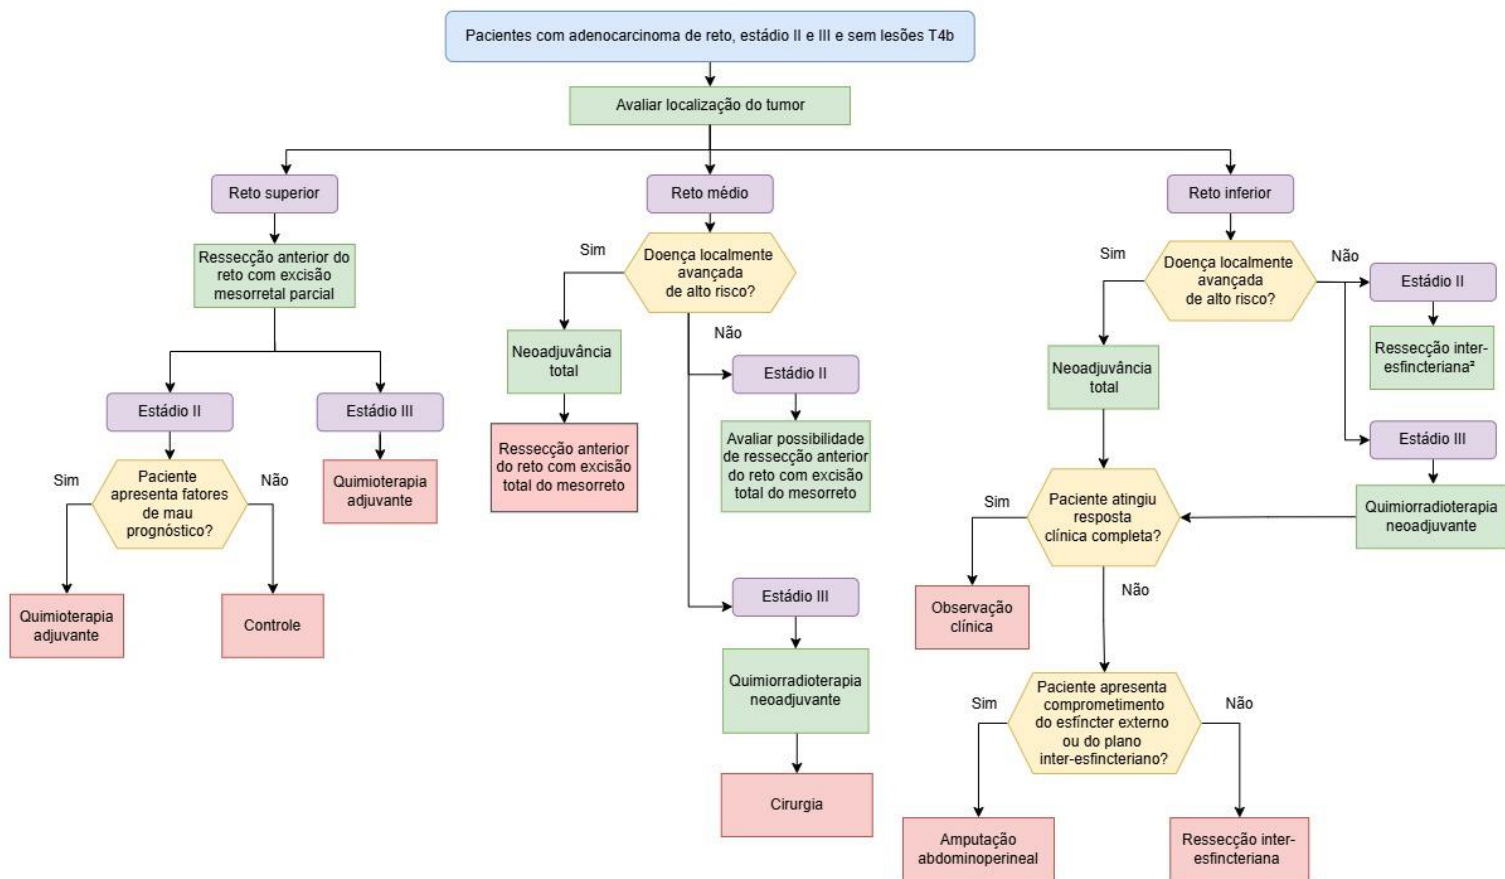 Pacientes com adenocarcinoma de reto, estádio II e III e sem lesões T4b
Avaliar localização do tumor
Reto superior
Ressecção anterior do
reto com excisão
mesorretal parcial
Estádio II
Estádio III
Sim
Paciente
apresenta fatores
de mau
prognóstico?
Não
Quimioterapia
adjuvante
Quimioterapia
adjuvante
Controle
Reto médio
Sim
Doença localmente
avançada
de alto risco?
Não
Neoadjuvância
total
Ressecção anterior
do reto com excisão
total do mesorreto
Estádio II
Avaliar possibilidade
de ressecção anterior
do reto com excisão
total do mesorreto
Estádio III
Quimiorradioterapia
neoadjuvante
Cirurgia
Reto inferior
Sim
Doença localmente
avançada
de alto risco?
Não
Estádio II
Ressecção inter-
esfincteriana²
Neoadjuvância
total
Estádio III
Quimiorradioterapia
neoadjuvante
Sim
Paciente atingiu
resposta
clínica completa?
Não
Observação
clínica
Sim
Paciente apresenta
comprometimento
do esfíncter externo
ou do plano
inter-esfincteriano?
Não
Amputação
abdominoperineal
Ressecção inter-
esfincteriana